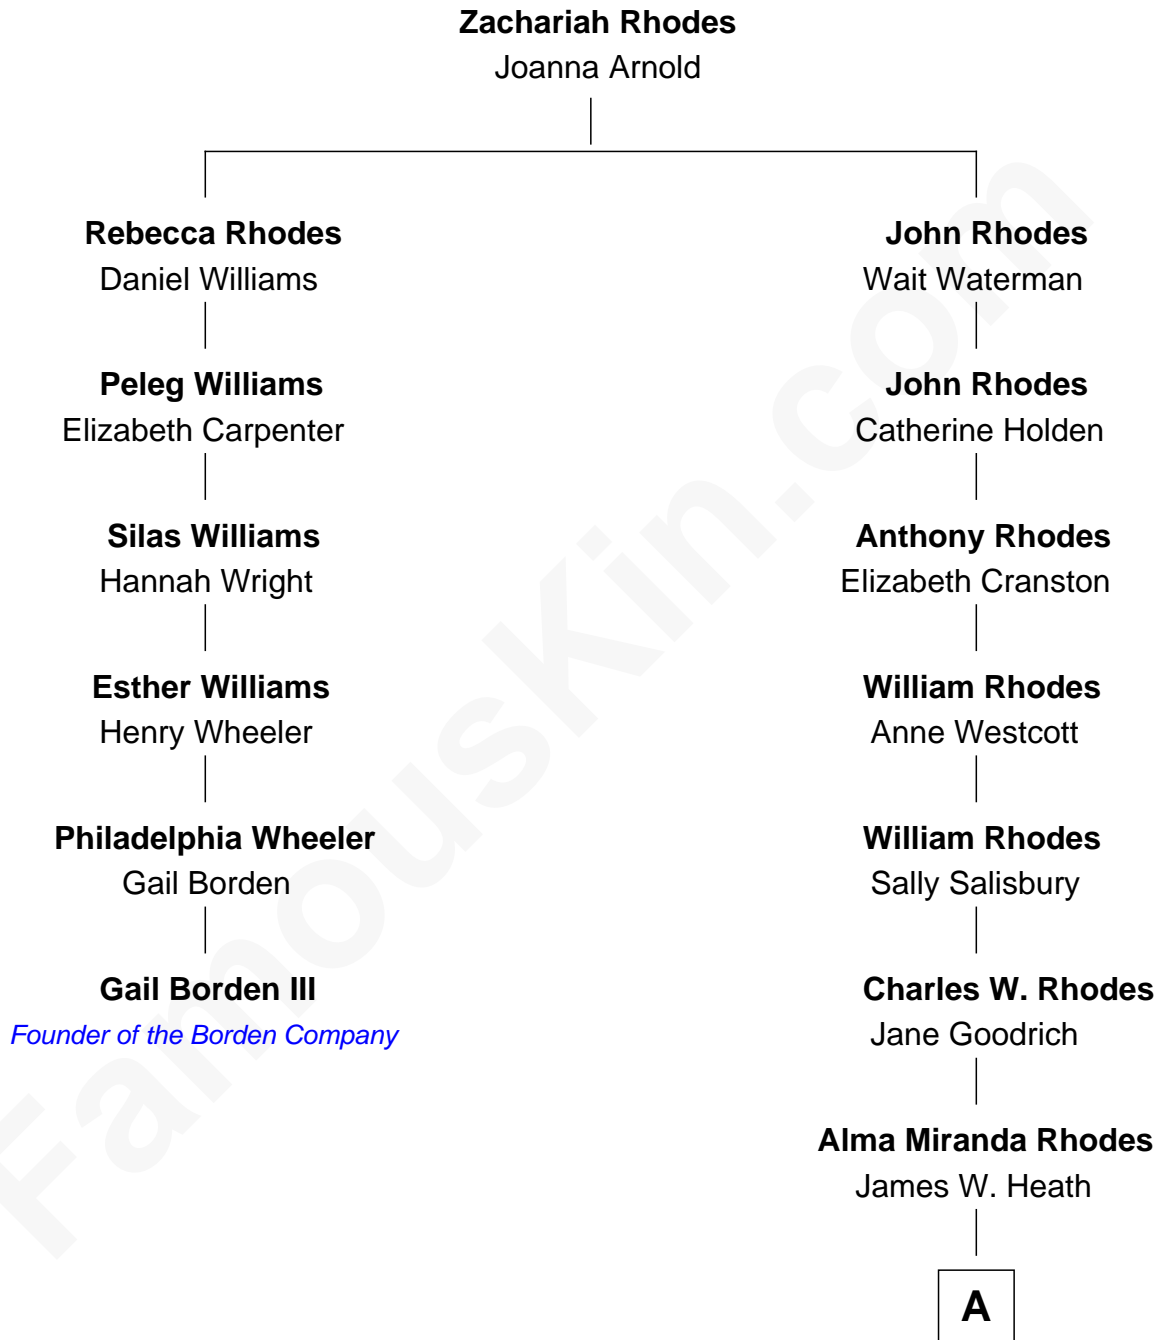 Zachariah Rhodes
Joanna Arnold
Rebecca Rhodes
Daniel Williams
Peleg Williams
Elizabeth Carpenter
Silas Williams
Hannah Wright
Esther Williams
Henry Wheeler
Philadelphia Wheeler
Gail Borden
Gail Borden III
Founder of the Borden Company
John Rhodes
Wait Waterman
John Rhodes
Catherine Holden
Anthony Rhodes
Elizabeth Cranston
William Rhodes
Anne Westcott
William Rhodes
Sally Salisbury
Charles W. Rhodes
Jane Goodrich
Alma Miranda Rhodes
James W. Heath
A
FamousKin.com